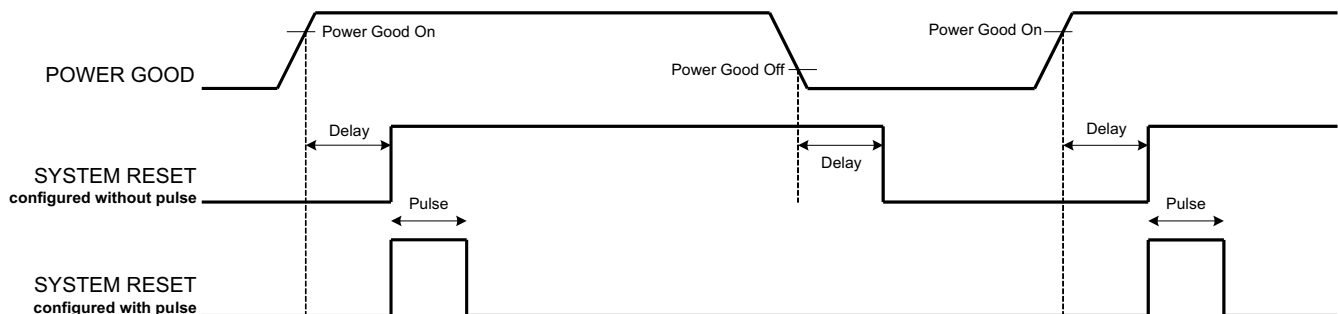 Power Good On
Power Good On
POWER GOOD
Power Good Off
Delay
Delay
Delay
SYSTEM RESET
configured without pulse
Pulse
Pulse
SYSTEM RESET
configured with pulse